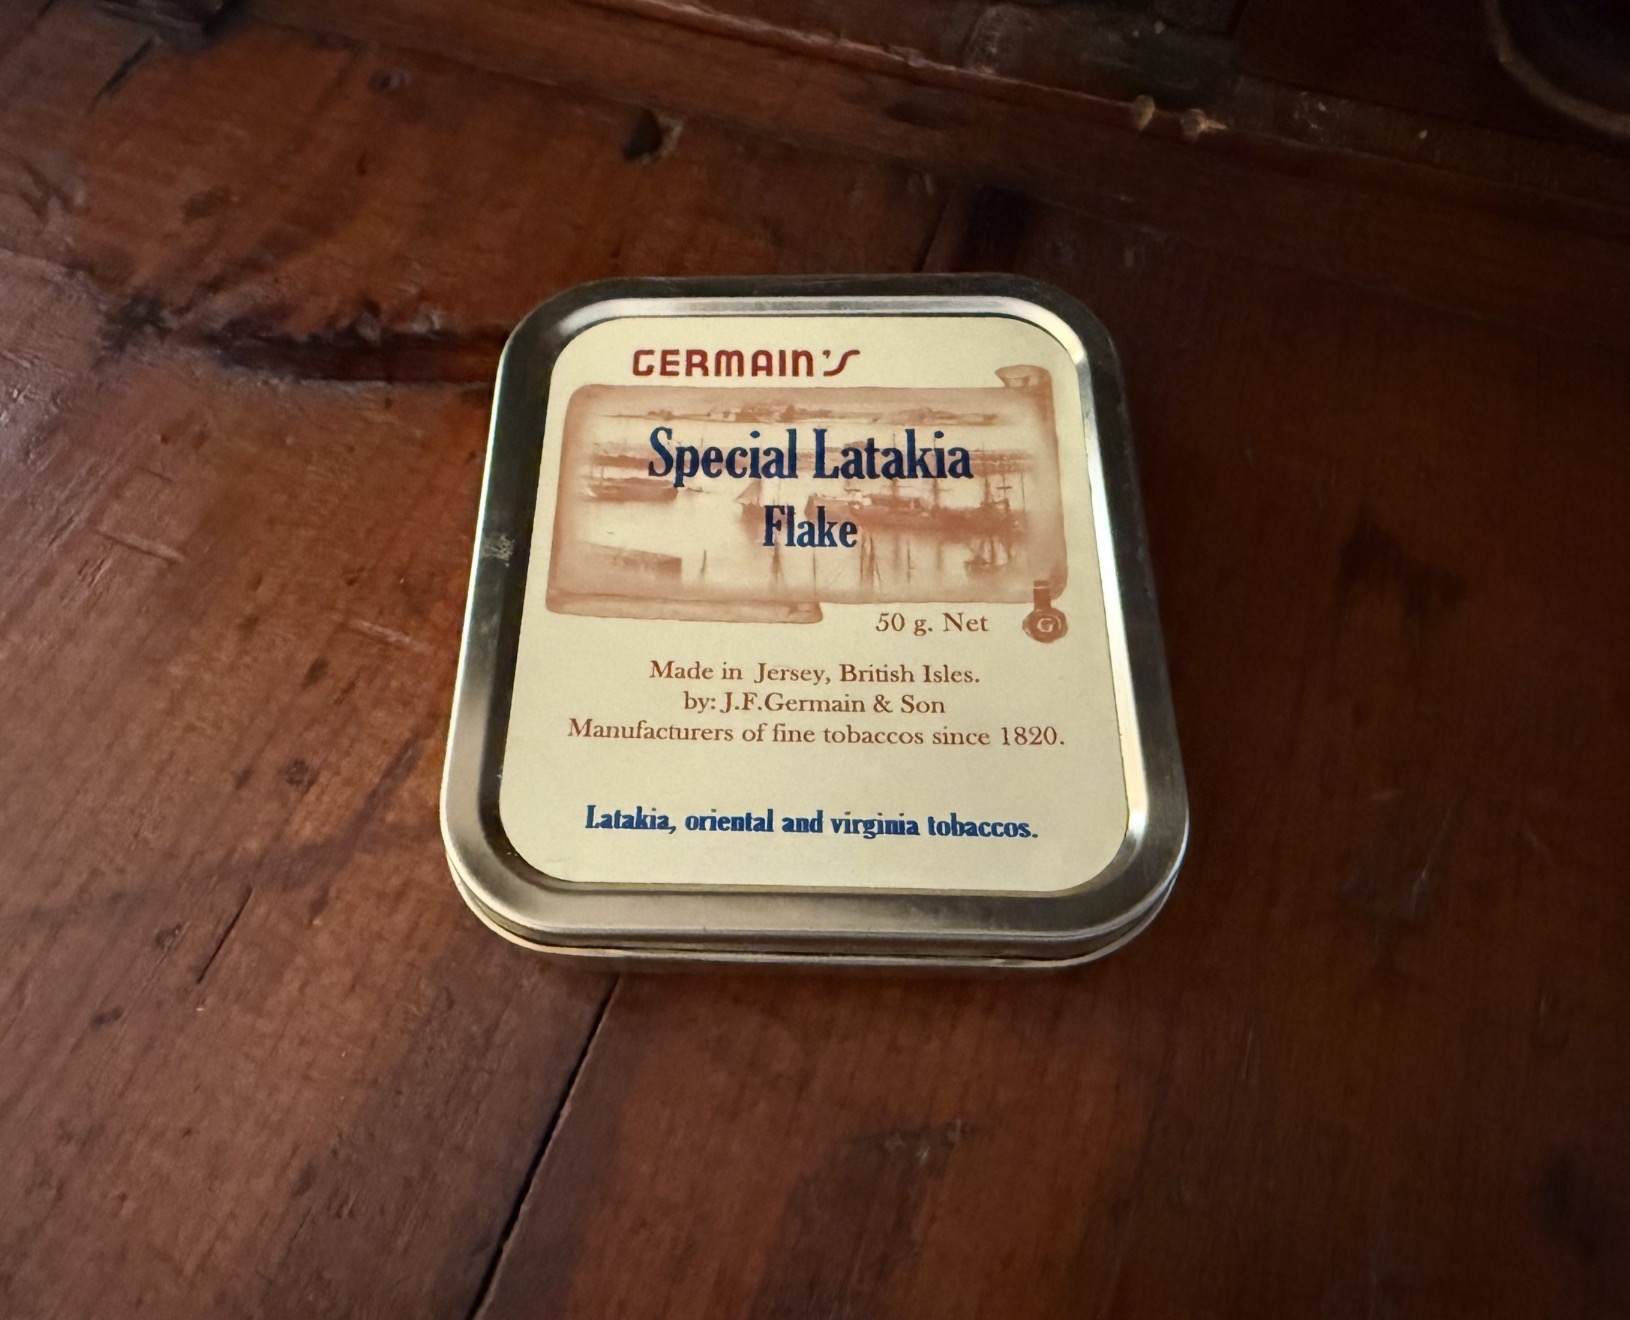 GERMAIN'S
Special Latakia
Flake
50 g. Net
G
Made in Jersey, British Isles.
by: J.F.Germain & Son
Manufacturers of fine tobaccos since 1820.
Latakia, oriental and virginia tobaccos.